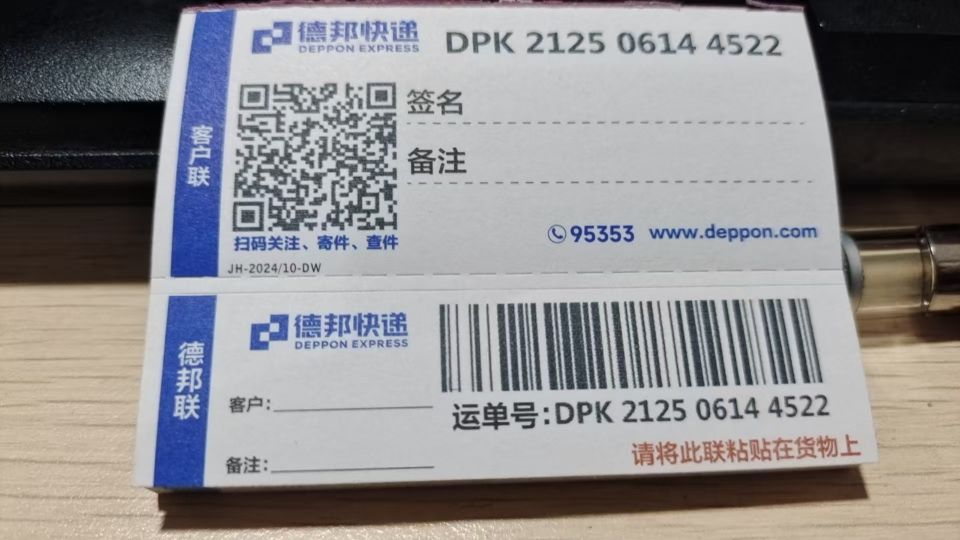 德邦快递
DEPPON EXPRESS
DPK 2125 0614 4522
客户联
签名
备注
扫码关注、寄件、查件
95353 www.deppon.com
JH-2024/10-DW
德邦联
德邦快递
DEPPON EXPRESS
客户:
运单号:DPK 2125 0614 4522
备注:
请将此联粘贴在货物上